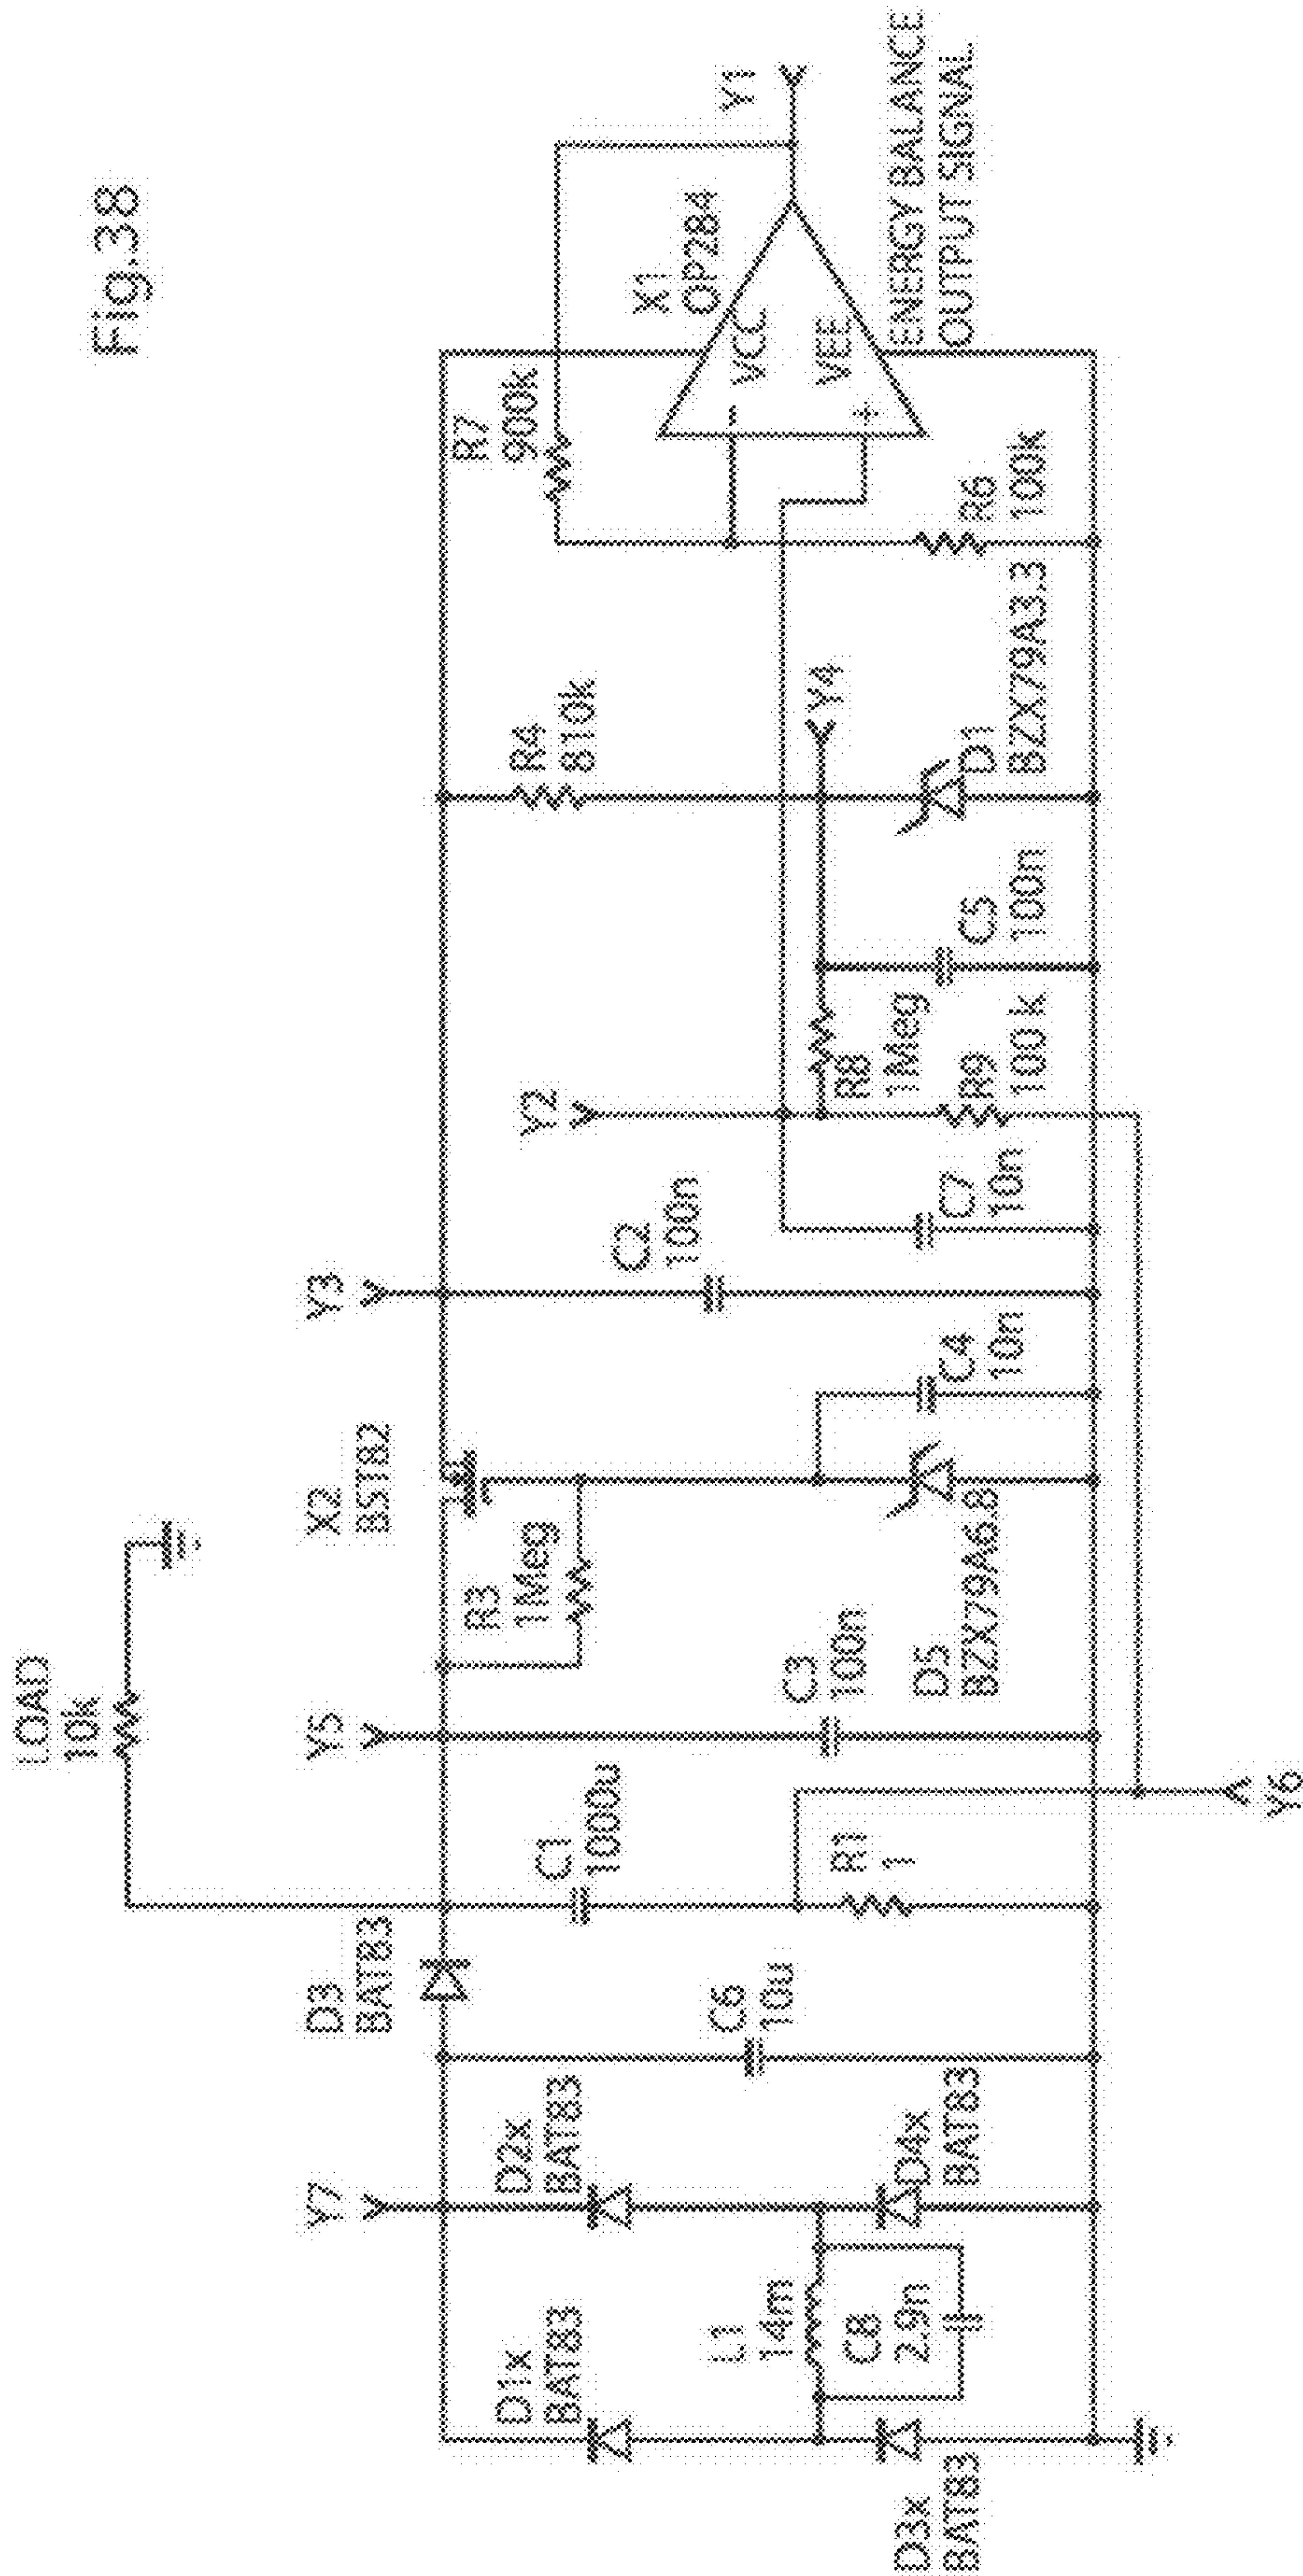 Fig.38
LOAD
10k
D3x
BAT83
D1x
BAT83
L1
14m
C8
2.9n
Y7
D2x
BAT83
D4x
BAT83
C6
10u
D3
BAT83
C1
1000u
R1
1
Y6
Y5
C3
100n
R3
1Meg
X2
BST82
D5
BZX79A6.8
C4
10n
Y3
C2
100n
C7
10n
Y2
R8
1Meg
R9
100 k
C5
100n
R4
810k
Y4
D1
BZX79A3.3
R7
900k
R6
100k
X1
OP284
VCC
VEE
-
+
Y1
ENERGY BALANCE
OUTPUT SIGNAL